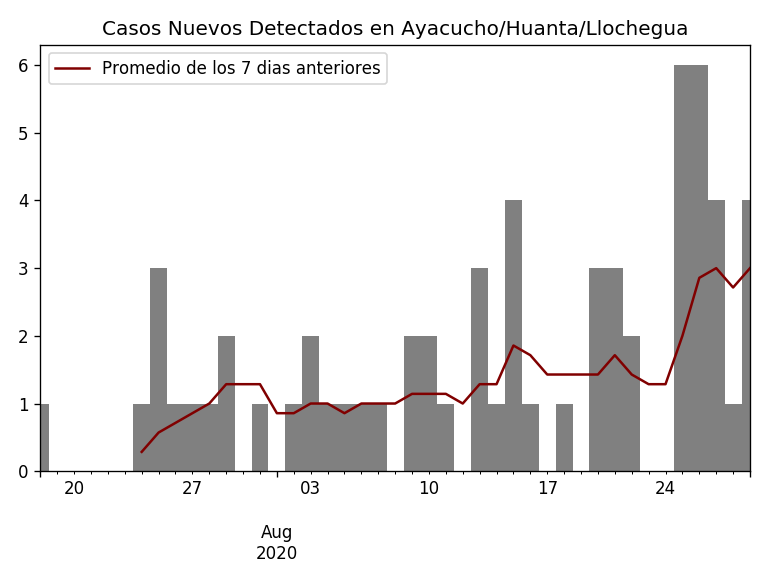 Casos Nuevos Detectados en Ayacucho/Huanta/Llochegua
Promedio de los 7 dias anteriores
6
5
4
3
2
1
0
20 27 03 10 17 24
Aug
2020